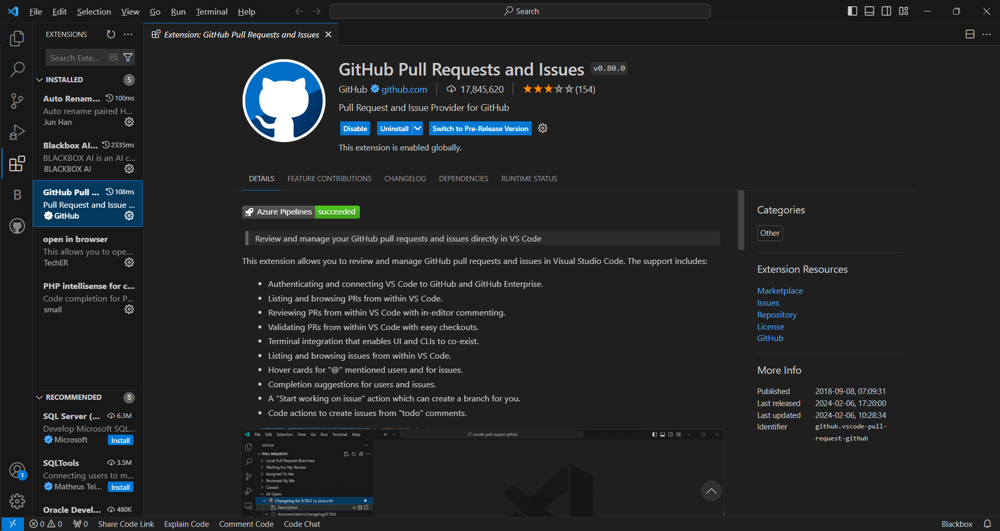 File Edit Selection View Go Run Terminal Help Search
EXTENSIONS
Extension: GitHub Pull Requests and Issues
Search Exte...
INSTALLED 5
Auto Renam... 100ms
Auto rename paired H...
Jun Han
Blackbox AI... 2335ms
BLACKBOX AI is an AI c...
BLACKBOX AI
GitHub Pull ... 108ms
Pull Request and Issue ...
GitHub
open in browser
This allows you to ope...
TechER
PHP intellisense for c...
Code completion for P...
small
RECOMMENDED 8
SQL Server (... 6.3M
Develop Microsoft SQL...
Microsoft Install
SQLTools 3.5M
Connecting users to m...
Matheus Tei... Install
Oracle Devel... 480K
B
1
GitHub Pull Requests and Issues v0.80.0
GitHub github.com 17,845,620 (154)
Pull Request and Issue Provider for GitHub
Disable Uninstall Switch to Pre-Release Version
This extension is enabled globally.
DETAILS FEATURE CONTRIBUTIONS CHANGELOG DEPENDENCIES RUNTIME STATUS
Azure Pipelines succeeded
Review and manage your GitHub pull requests and issues directly in VS Code
This extension allows you to review and manage GitHub pull requests and issues in Visual Studio Code. The support includes:
• Authenticating and connecting VS Code to GitHub and GitHub Enterprise.
• Listing and browsing PRs from within VS Code.
• Reviewing PRs from within VS Code with in-editor commenting.
• Validating PRs from within VS Code with easy checkouts.
• Terminal integration that enables UI and CLIs to co-exist.
• Listing and browsing issues from within VS Code.
• Hover cards for "@" mentioned users and for issues.
• Completion suggestions for users and issues.
• A "Start working on issue" action which can create a branch for you.
• Code actions to create issues from "todo" comments.
File Edit Selection View Go Run Terminal Help vscode-pull-request-github
GITHUB
PULL REQUESTS
Local Pull Request Branches
Waiting For My Review
Assigned To Me
Reviewed By Me
Closed
All Open
Changelog for 0.78.0 by @alexr00
Description
documentation/changelog/0.78.0
Categories
Other
Extension Resources
Marketplace
Issues
Repository
License
GitHub
More Info
Published 2018-09-08, 07:09:31
Last released 2024-02-06, 17:20:00
Last updated 2024-02-06, 10:28:34
Identifier github.vscode-pull-
request-github
0 0 0 Share Code Link Explain Code Comment Code Code Chat Blackbox